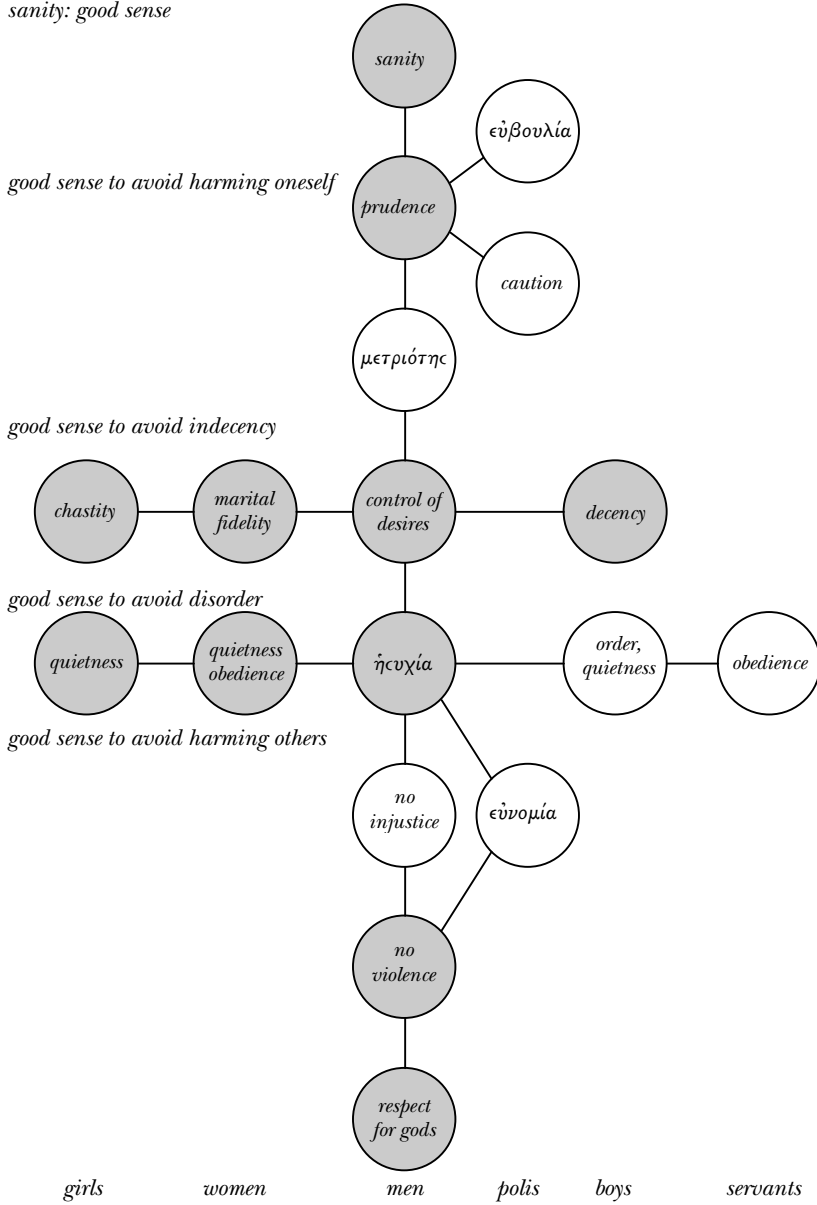 sanity: good sense
sanity
εὐβουλία
good sense to avoid harming oneself
prudence
caution
μετριότης
good sense to avoid indecency
chastity
marital
fidelity
control of
desires
decency
good sense to avoid disorder
quietness
quietness
obedience
ἡϲυχία
order,
quietness
obedience
good sense to avoid harming others
no
injustice
εὐνομία
no
violence
respect
for gods
girls women men polis boys servants